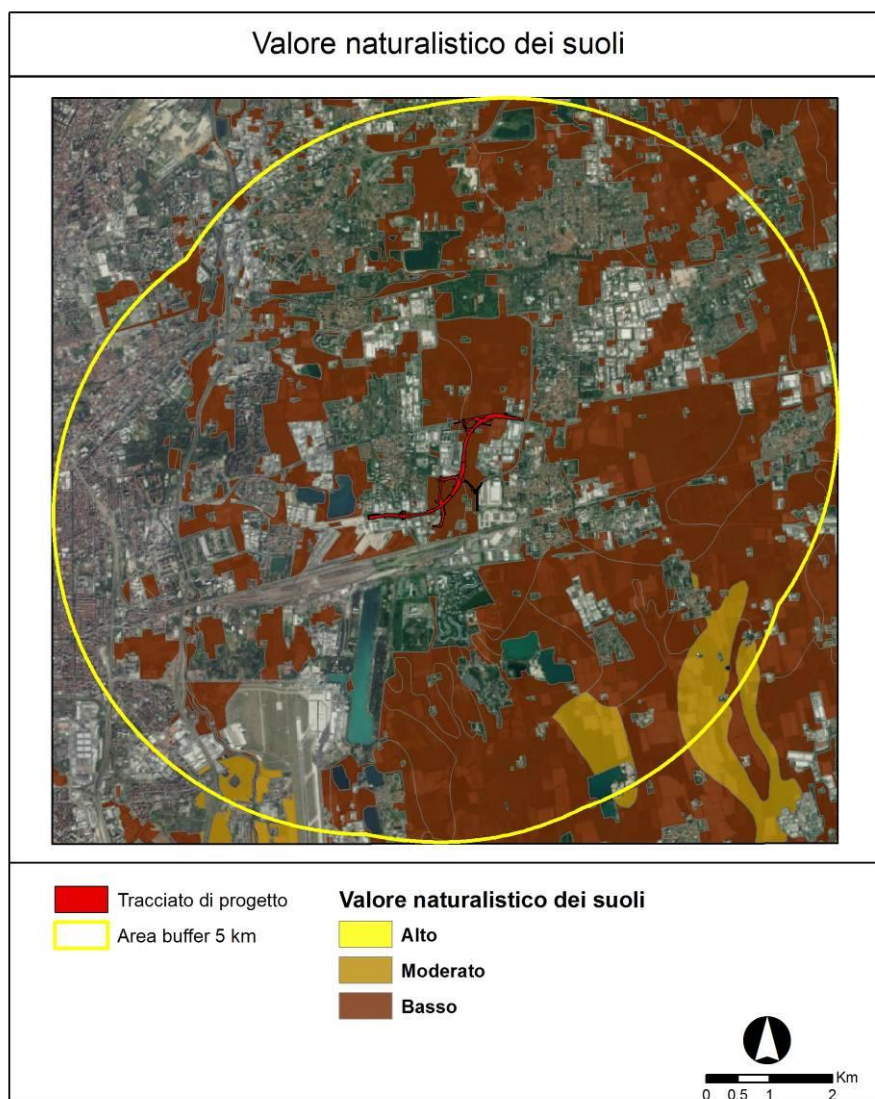 Valore naturalistico dei suoli
Tracciato di progetto
Area buffer 5 km
Valore naturalistico dei suoli
Alto
Moderato
Basso
Km
0 0.5 1 2